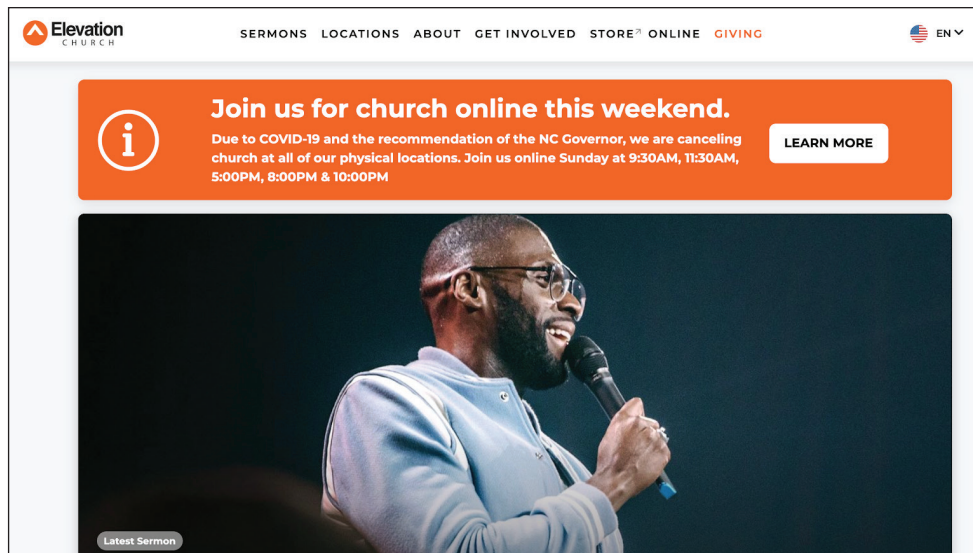 Elevation
CHURCH
SERMONS LOCATIONS ABOUT GET INVOLVED STORE↗ ONLINE GIVING
EN
Join us for church online this weekend.
Due to COVID-19 and the recommendation of the NC Governor, we are canceling
church at all of our physical locations. Join us online Sunday at 9:30AM, 11:30AM,
5:00PM, 8:00PM & 10:00PM
LEARN MORE
Latest Sermon